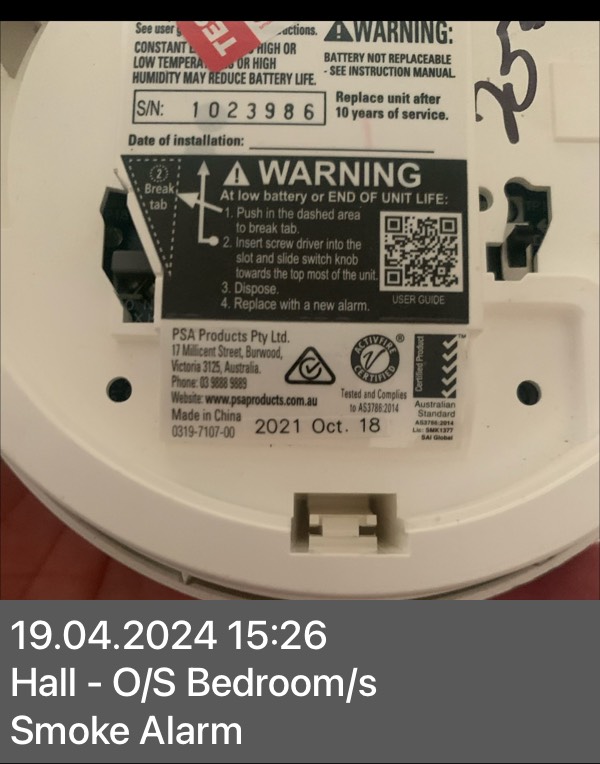 See user
ctions.
CONSTANT
HIGH OR
LOW TEMPERA
OR HIGH
HUMIDITY MAY REDUCE BATTERY LIFE.
WARNING:
BATTERY NOT REPLACEABLE
- SEE INSTRUCTION MANUAL.
TES
S/N: 1023986
Replace unit after
10 years of service.
Date of installation:
2
Break
tab
WARNING
At low battery or END OF UNIT LIFE:
1. Push in the dashed area
to break tab.
2. Insert screw driver into the
slot and slide switch knob
towards the top most of the unit.
3. Dispose.
4. Replace with a new alarm.
USER GUIDE
PSA Products Pty Ltd.
17 Millicent Street, Burwood,
Victoria 3125, Australia.
Phone: 03 9888 9889
Website: www.psaproducts.com.au
Made in China
0319-7107-00
2021 Oct. 18
ACTIVFIRE
®
Tested and Complies
to AS3786:2014
Certified Product
TM
Australian
Standard
AS3786:2014
Lic: SMK1377
SAI Global
19.04.2024 15:26
Hall - O/S Bedroom/s
Smoke Alarm